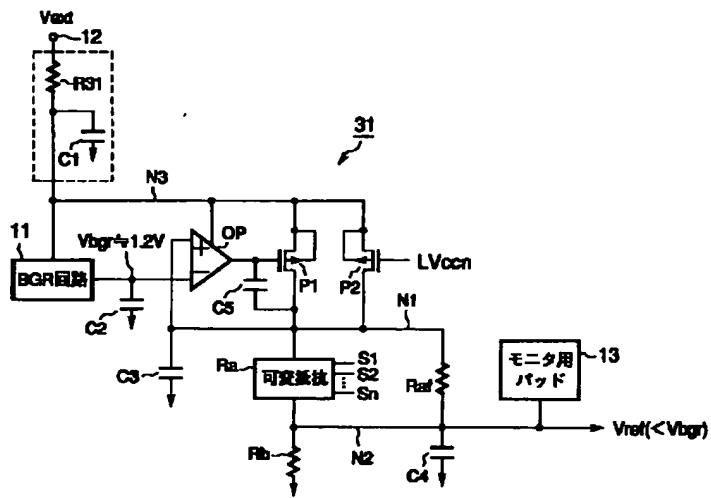 Vext
12
R31
C1
31
N3
11
Vbgr≒1.2V
OP
BGR回路
P1
P2
LVccn
C5
C2
N1
Ra
S1
可変抵抗
S2
Sn
C3
Raf
モニタ用
パッド
13
Rb
N2
C4
Vref(<Vbgr)